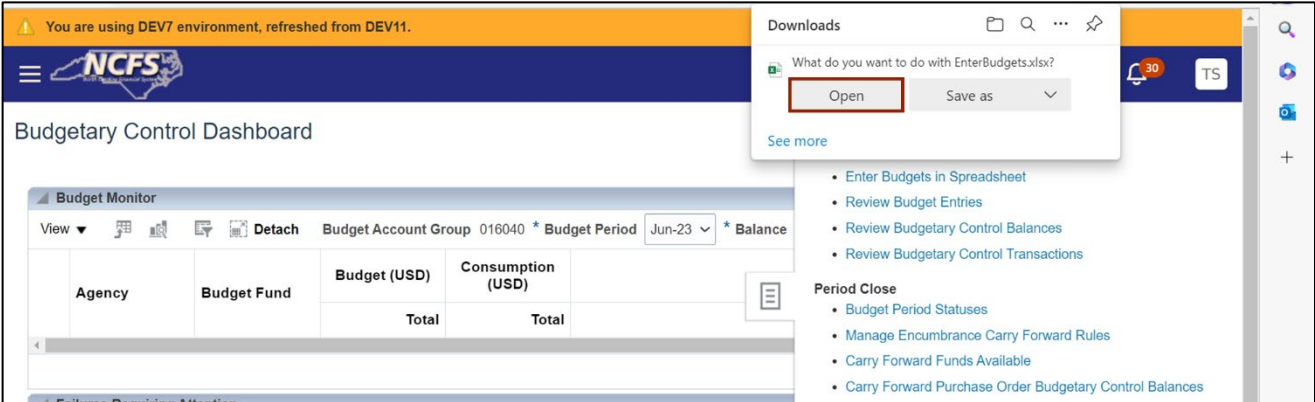 You are using DEV7 environment, refreshed from DEV11.
Downloads
What do you want to do with EnterBudgets.xlsx?
Open
Save as
See more
NCFS
30
TS
Budgetary Control Dashboard
Budget Monitor
View
Detach
Budget Account Group 016040 * Budget Period Jun-23 * Balance
Agency
Budget Fund
Budget (USD)
Consumption (USD)
Total
Total
Enter Budgets in Spreadsheet
Review Budget Entries
Review Budgetary Control Balances
Review Budgetary Control Transactions
Period Close
Budget Period Statuses
Manage Encumbrance Carry Forward Rules
Carry Forward Funds Available
Carry Forward Purchase Order Budgetary Control Balances